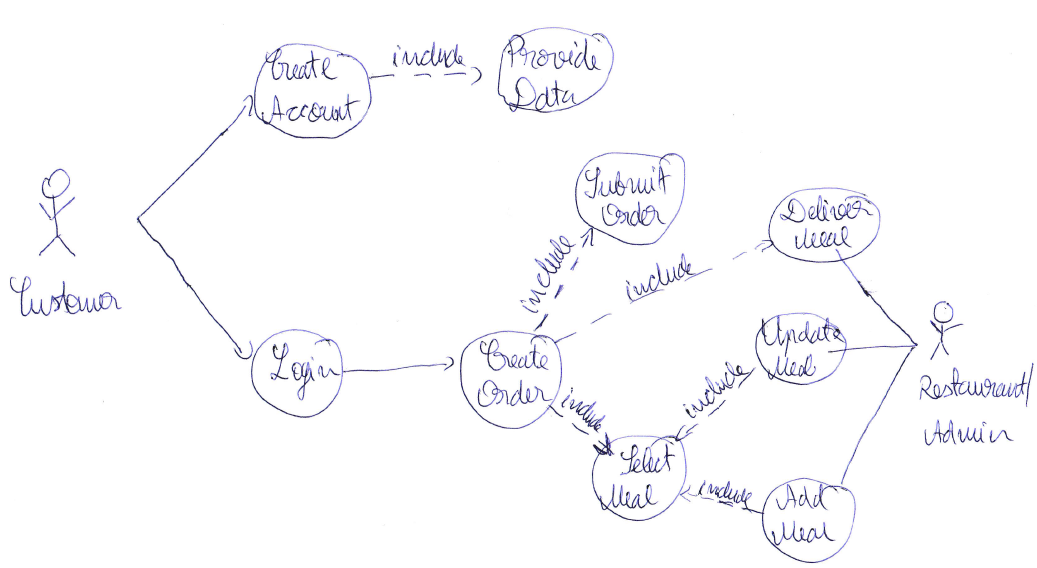 Create
Account
include
Provide
Data
Customer
Submit
Order
include
include
Deliver
Meal
Login
Create
Order
include
Select
Meal
include
Update
Meal
include
Add
Meal
Restaurant/
Admin